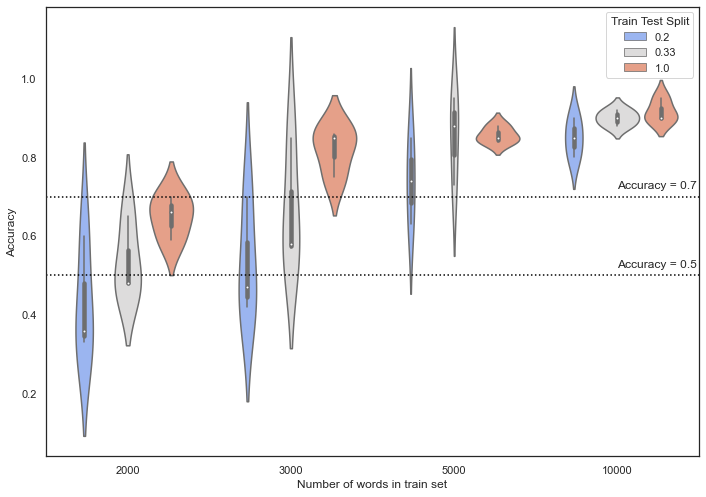 Train Test Split
0.2
0.33
1.0
1.0
0.8
Accuracy = 0.7
0.6
Accuracy
Accuracy = 0.5
0.4
0.2
2000 3000 5000 10000
Number of words in train set